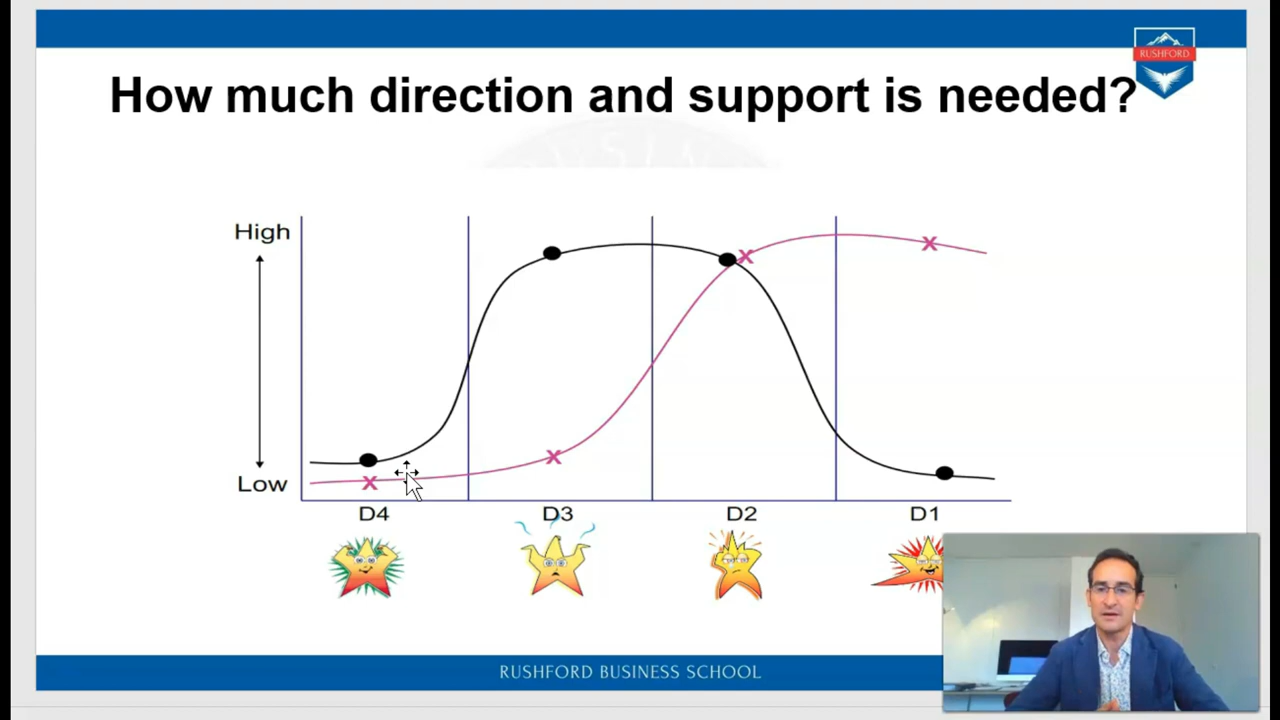 RUSHFORD
How much direction and support is needed?
High
Low
D4 D3 D2 D1
RUSHFORD BUSINESS SCHOOL